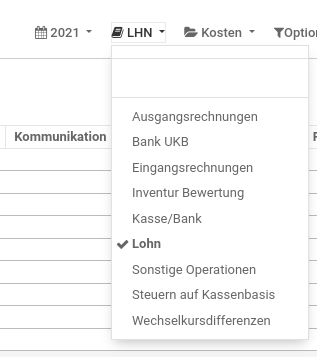 2021 LHN Kosten Option
Kommunikation
Ausgangsrechnungen
Bank UKB
Eingangsrechnungen
Inventur Bewertung
Kasse/Bank
Lohn
Sonstige Operationen
Steuern auf Kassenbasis
Wechselkursdifferenzen